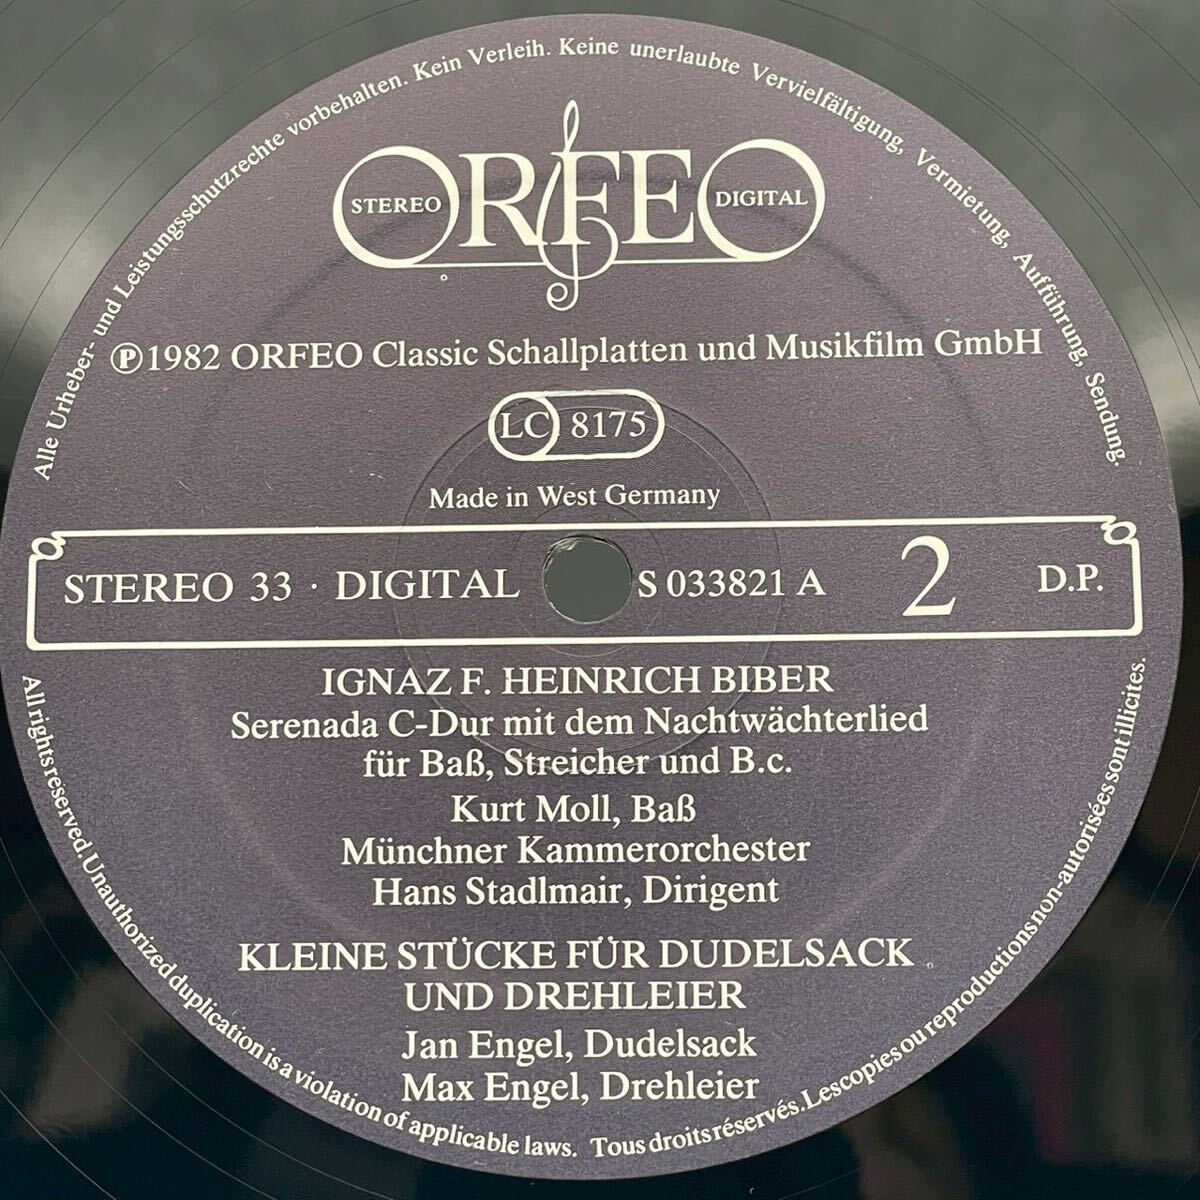 Alle Urheber- und Leistungsschutzrechte vorbehalten. Kein Verleih. Keine unerlaubte Vervielfältigung, Vermietung, Aufführung, Sendung.
ORFEO
STEREO
DIGITAL
Ⓟ1982 ORFEO Classic Schallplatten und Musikfilm GmbH
LC 8175
Made in West Germany
STEREO 33 · DIGITAL S 033821 A 2 D.P.
IGNAZ F. HEINRICH BIBER
Serenada C-Dur mit dem Nachtwächterlied
für Baß, Streicher und B.c.
Kurt Moll, Baß
Münchner Kammerorchester
Hans Stadlmair, Dirigent
KLEINE STÜCKE FÜR DUDELSACK
UND DREHLEIER
Jan Engel, Dudelsack
Max Engel, Drehleier
All rights reserved. Unauthorized duplication is a violation of applicable laws. Tous droits réservés. Les copies ou reproductions non-autorisées sont illicites.